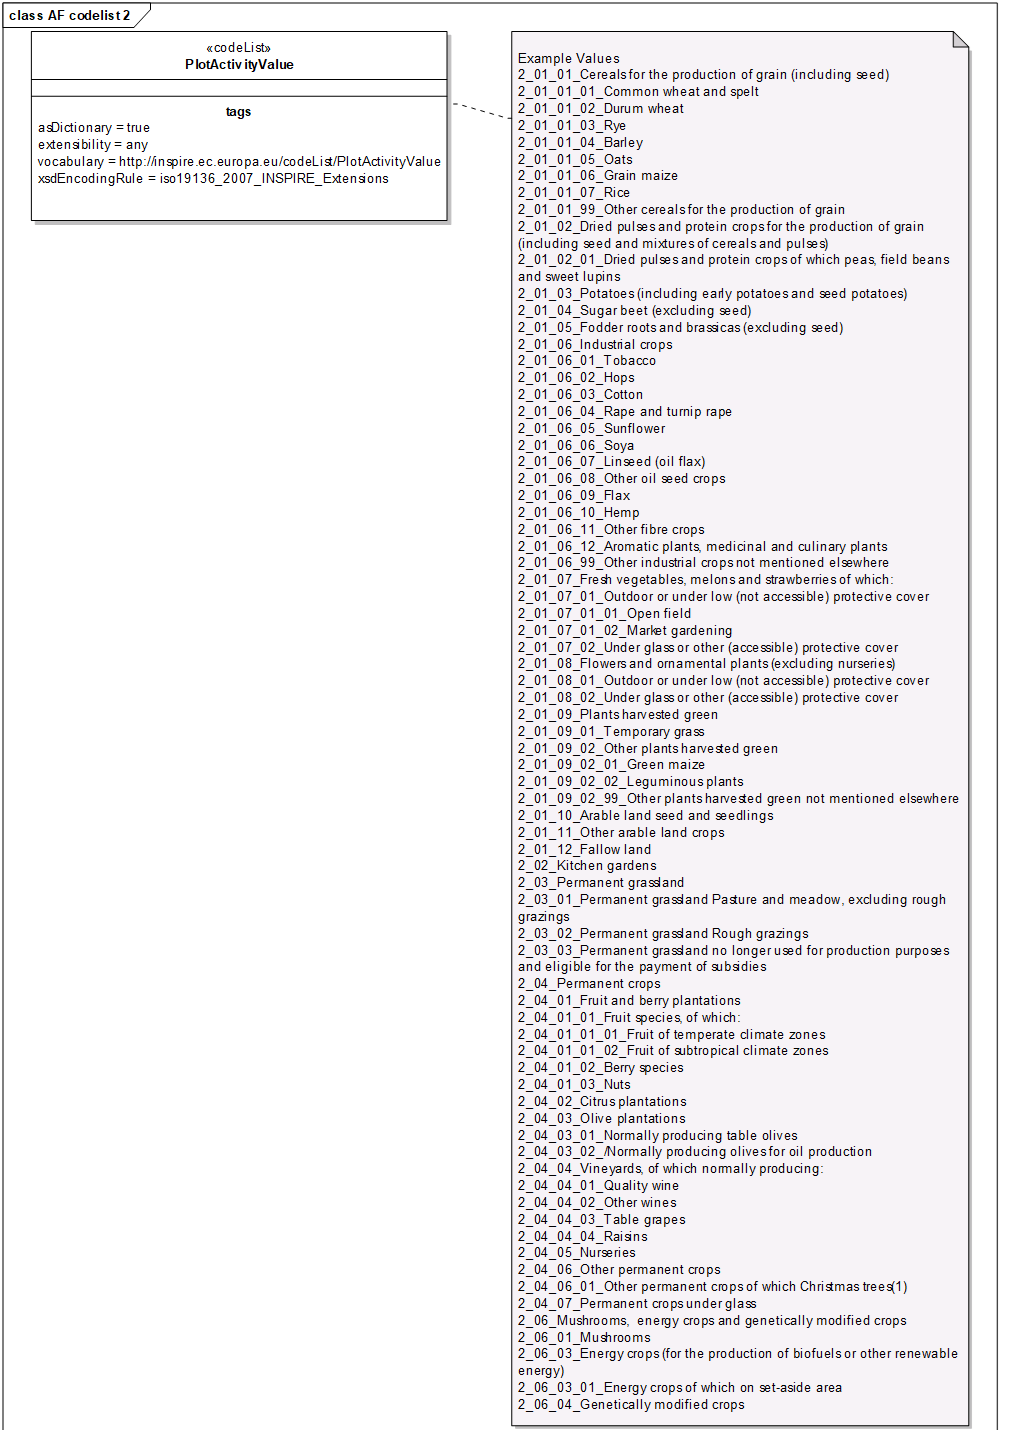 class AF codelist 2
«codeList»
PlotActivityValue
tags
asDictionary = true
extensibility = any
vocabulary = http://inspire.ec.europa.eu/codeList/PlotActivityValue
xsdEncodingRule = iso19136_2007_INSPIRE_Extensions
Example Values
2_01_01_Cereals for the production of grain (including seed)
2_01_01_01_Common wheat and spelt
2_01_01_02_Durum wheat
2_01_01_03_Rye
2_01_01_04_Barley
2_01_01_05_Oats
2_01_01_06_Grain maize
2_01_01_07_Rice
2_01_01_99_Other cereals for the production of grain
2_01_02_Dried pulses and protein crops for the production of grain
(including seed and mixtures of cereals and pulses)
2_01_02_01_Dried pulses and protein crops of which peas, field beans
and sweet lupins
2_01_03_Potatoes (including early potatoes and seed potatoes)
2_01_04_Sugar beet (excluding seed)
2_01_05_Fodder roots and brassicas (excluding seed)
2_01_06_Industrial crops
2_01_06_01_Tobacco
2_01_06_02_Hops
2_01_06_03_Cotton
2_01_06_04_Rape and turnip rape
2_01_06_05_Sunflower
2_01_06_06_Soya
2_01_06_07_Linseed (oil flax)
2_01_06_08_Other oil seed crops
2_01_06_09_Flax
2_01_06_10_Hemp
2_01_06_11_Other fibre crops
2_01_06_12_Aromatic plants, medicinal and culinary plants
2_01_06_99_Other industrial crops not mentioned elsewhere
2_01_07_Fresh vegetables, melons and strawberries of which:
2_01_07_01_Outdoor or under low (not accessible) protective cover
2_01_07_01_01_Open field
2_01_07_01_02_Market gardening
2_01_07_02_Under glass or other (accessible) protective cover
2_01_08_Flowers and ornamental plants (excluding nurseries)
2_01_08_01_Outdoor or under low (not accessible) protective cover
2_01_08_02_Under glass or other (accessible) protective cover
2_01_09_Plants harvested green
2_01_09_01_Temporary grass
2_01_09_02_Other plants harvested green
2_01_09_02_01_Green maize
2_01_09_02_02_Leguminous plants
2_01_09_02_99_Other plants harvested green not mentioned elsewhere
2_01_10_Arable land seed and seedlings
2_01_11_Other arable land crops
2_01_12_Fallow land
2_02_Kitchen gardens
2_03_Permanent grassland
2_03_01_Permanent grassland Pasture and meadow, excluding rough
grazings
2_03_02_Permanent grassland Rough grazings
2_03_03_Permanent grassland no longer used for production purposes
and eligible for the payment of subsidies
2_04_Permanent crops
2_04_01_Fruit and berry plantations
2_04_01_01_Fruit species, of which:
2_04_01_01_01_Fruit of temperate climate zones
2_04_01_01_02_Fruit of subtropical climate zones
2_04_01_02_Berry species
2_04_01_03_Nuts
2_04_02_Citrus plantations
2_04_03_Olive plantations
2_04_03_01_Normally producing table olives
2_04_03_02_/Normally producing olives for oil production
2_04_04_Vineyards, of which normally producing:
2_04_04_01_Quality wine
2_04_04_02_Other wines
2_04_04_03_Table grapes
2_04_04_04_Raisins
2_04_05_Nurseries
2_04_06_Other permanent crops
2_04_06_01_Other permanent crops of which Christmas trees(1)
2_04_07_Permanent crops under glass
2_06_Mushrooms, energy crops and genetically modified crops
2_06_01_Mushrooms
2_06_03_Energy crops (for the production of biofuels or other renewable
energy)
2_06_03_01_Energy crops of which on set-aside area
2_06_04_Genetically modified crops